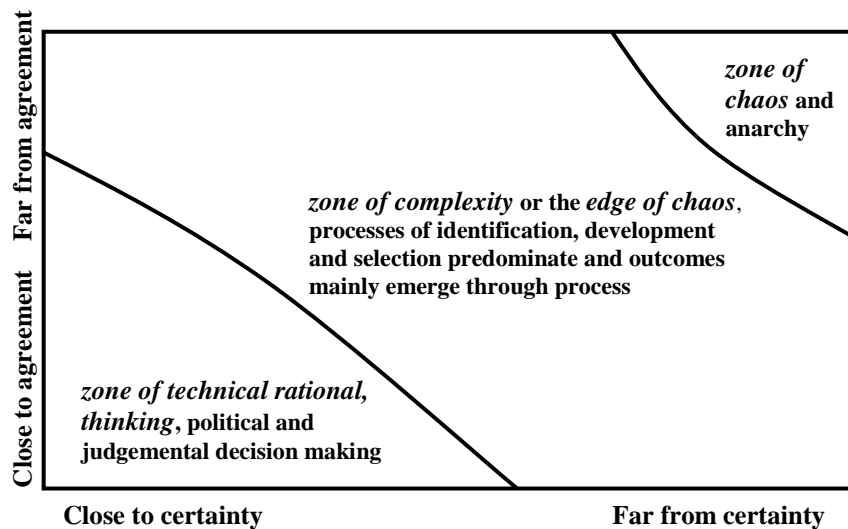 Far from agreement
Close to agreement
zone of
chaos and
anarchy
zone of complexity or the edge of chaos,
processes of identification, development
and selection predominate and outcomes
mainly emerge through process
zone of technical rational,
thinking, political and
judgemental decision making
Close to certainty
Far from certainty